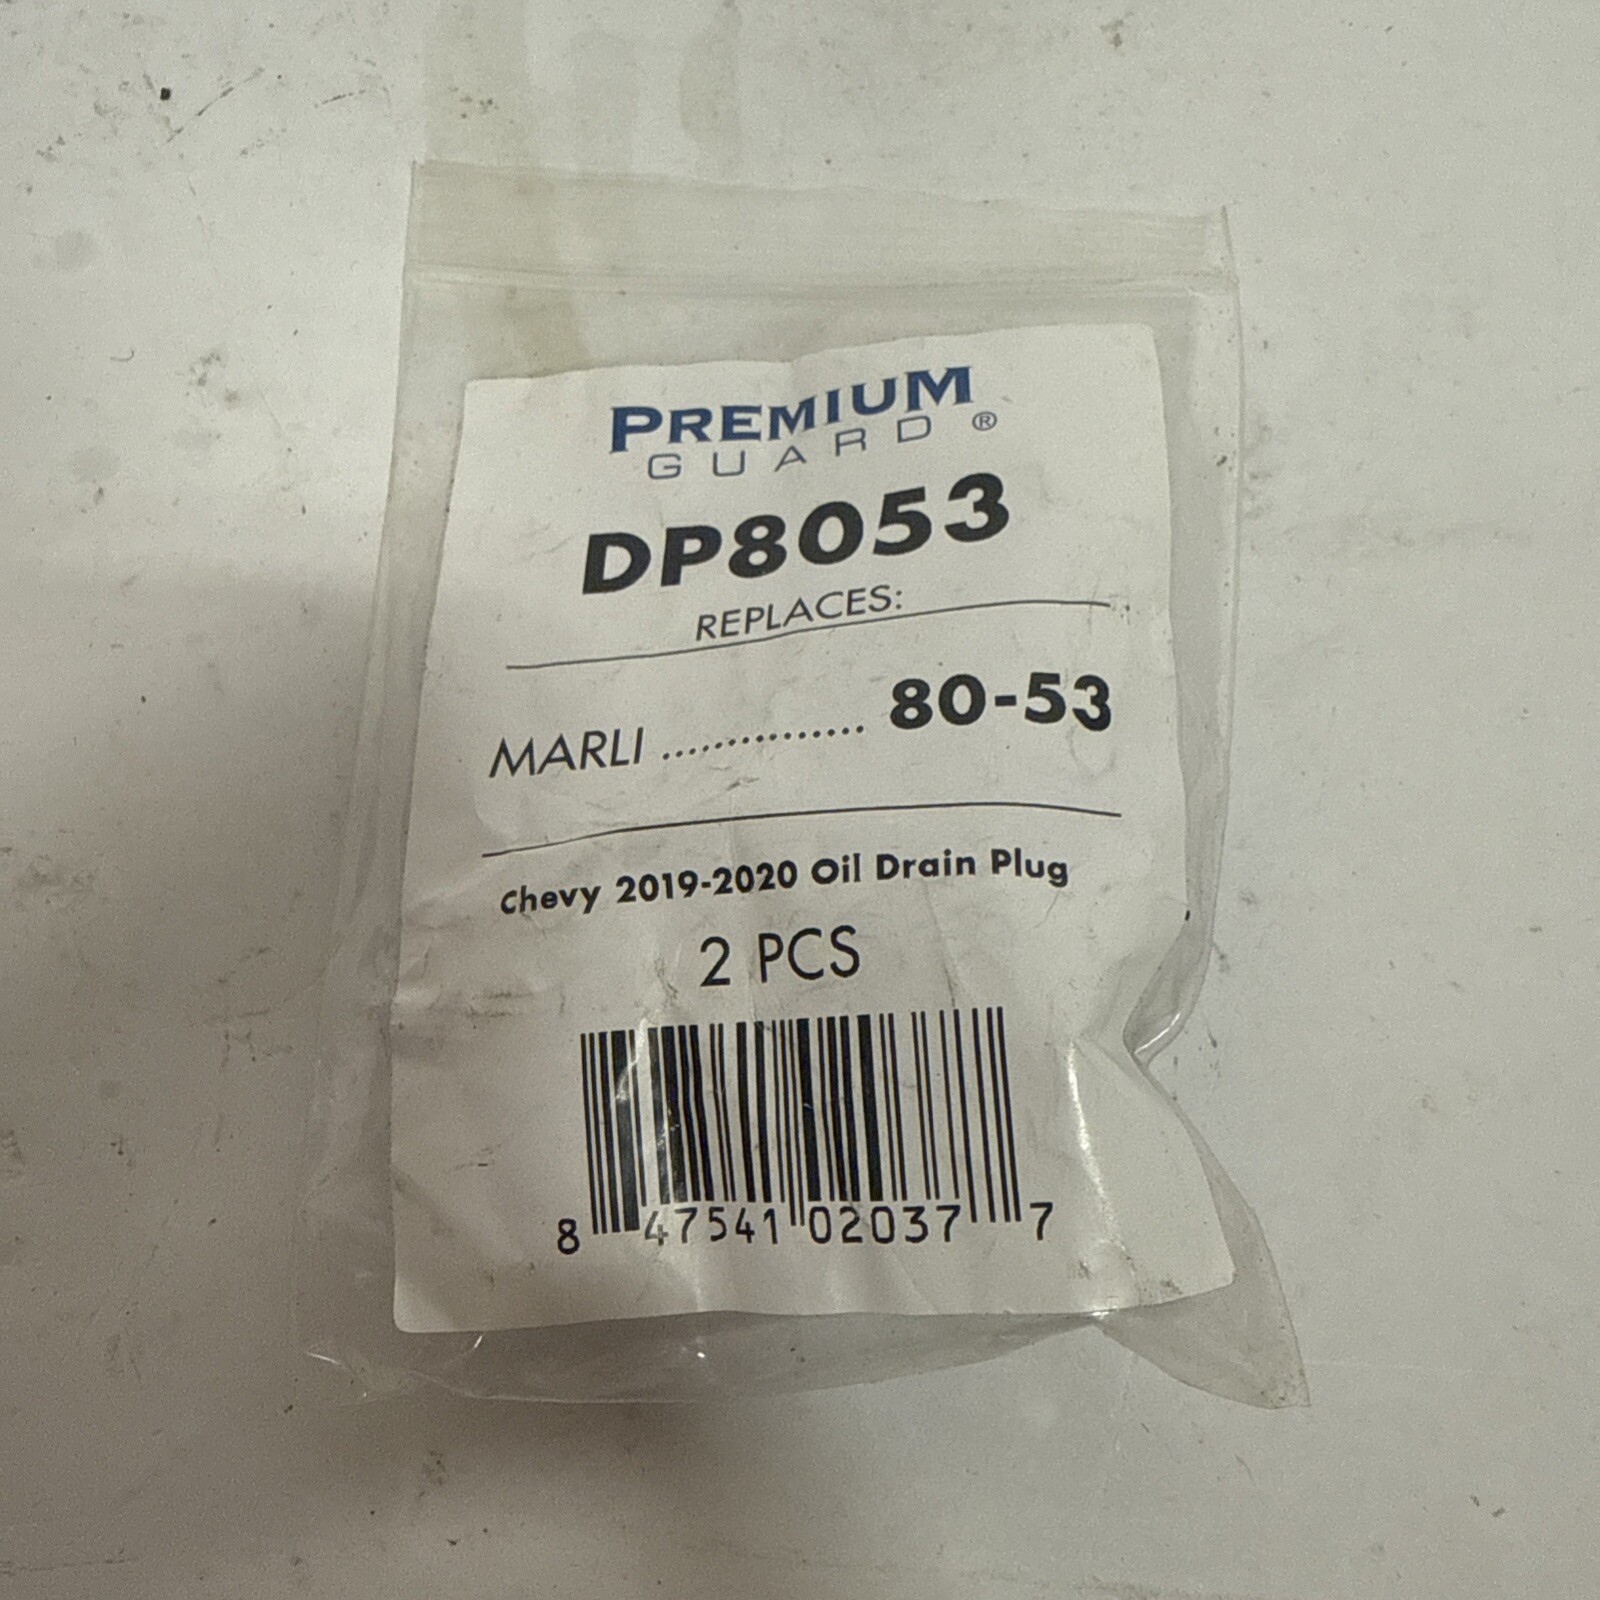 PREMIUM
GUARD ®
DP8053
REPLACES:
MARLI ............... 80-53
Chevy 2019-2020 Oil Drain Plug
2 PCS
8 47541 02037 7